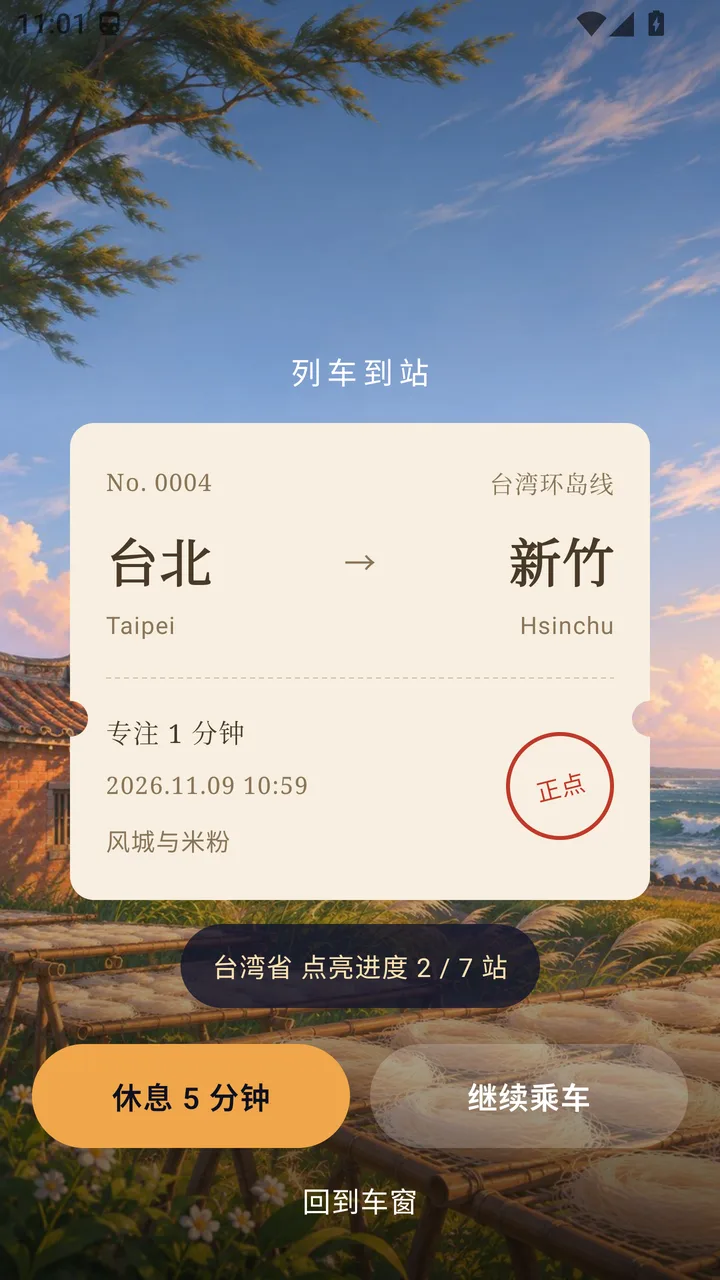 11:01
列车到站
No. 0004
台湾环岛线
台北 → 新竹
Taipei
Hsinchu
专注 1 分钟
2026.11.09 10:59
正点
风城与米粉
台湾省 点亮进度 2 / 7 站
休息 5 分钟
继续乘车
回到车窗